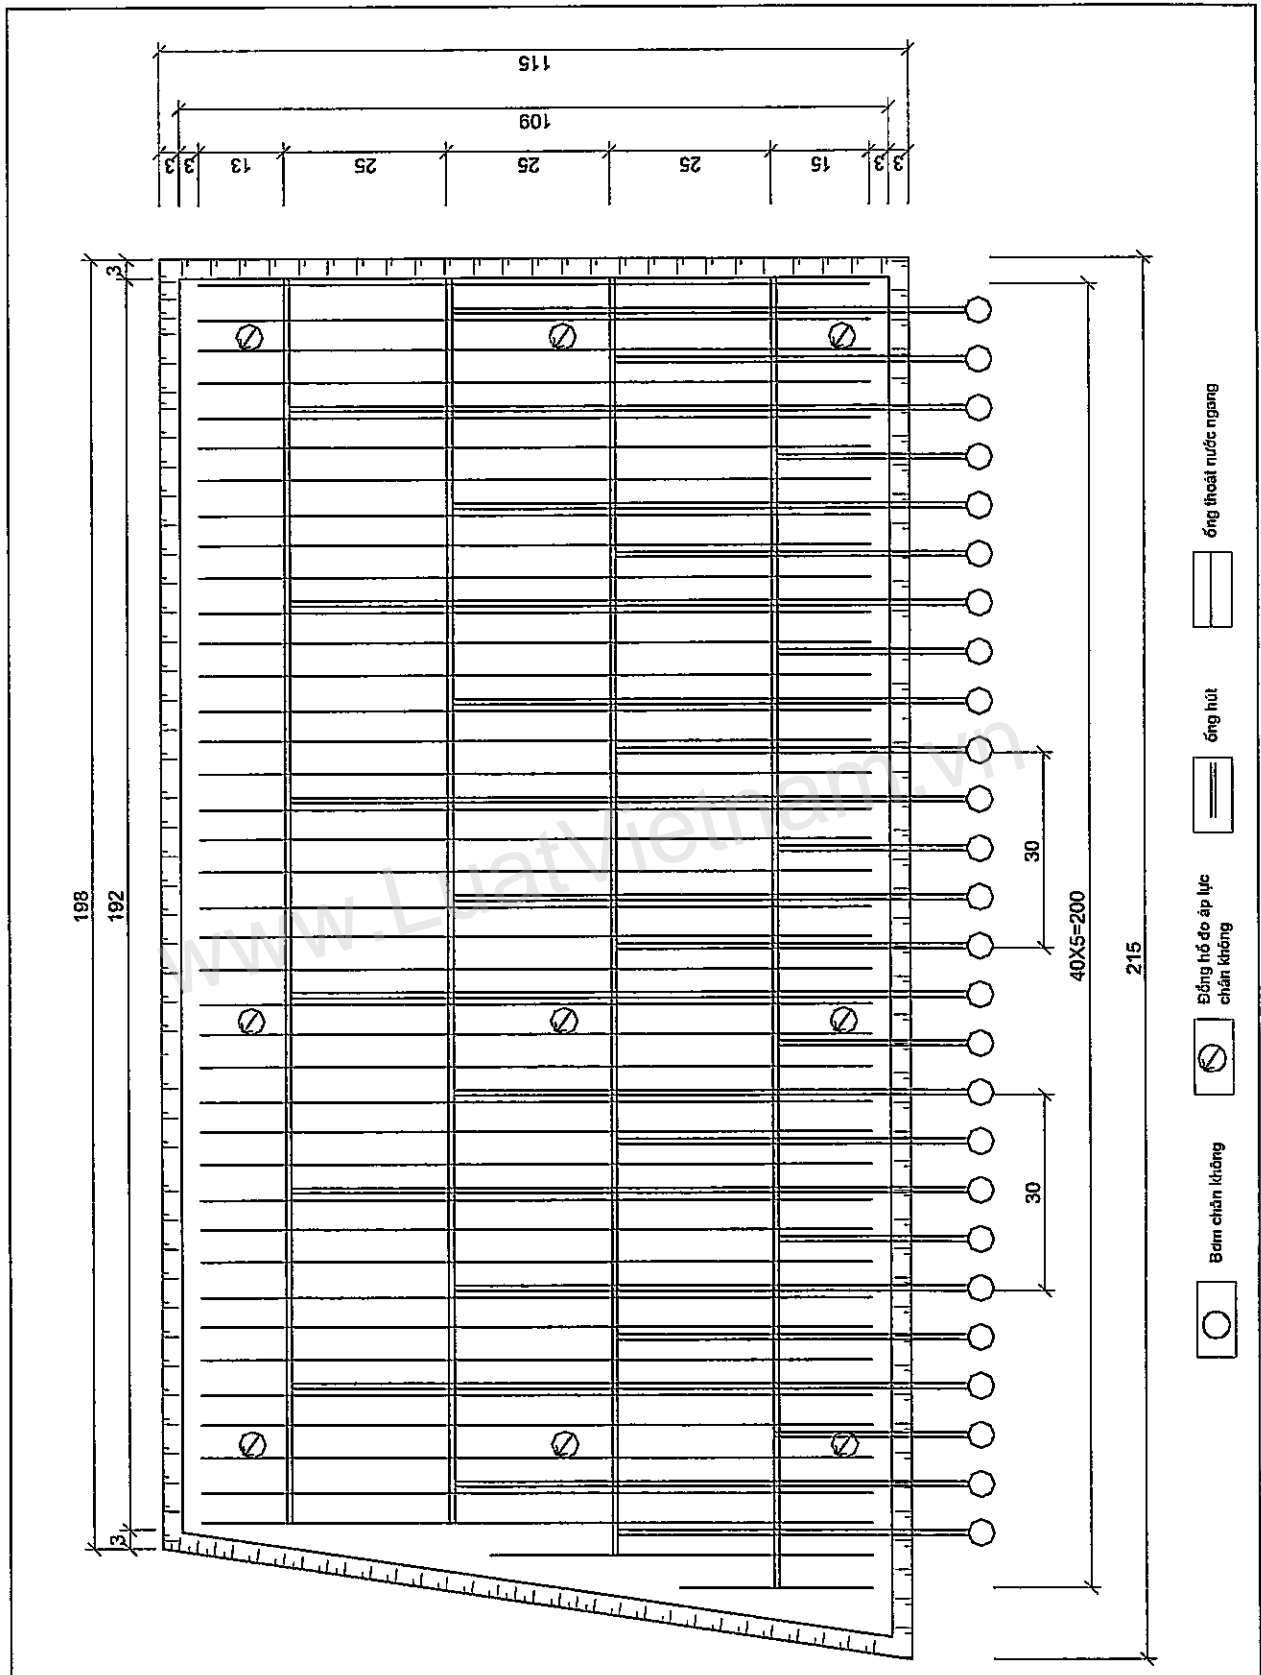 115
109
3
3
13
25
25
25
15
3
3
3
198
192
3
30
30
40X5=200
215
www.LuatVietnam.vn
Bơm chân không
Đồng hồ đo áp lực
chân không
ống hút
ống thoát nước ngang